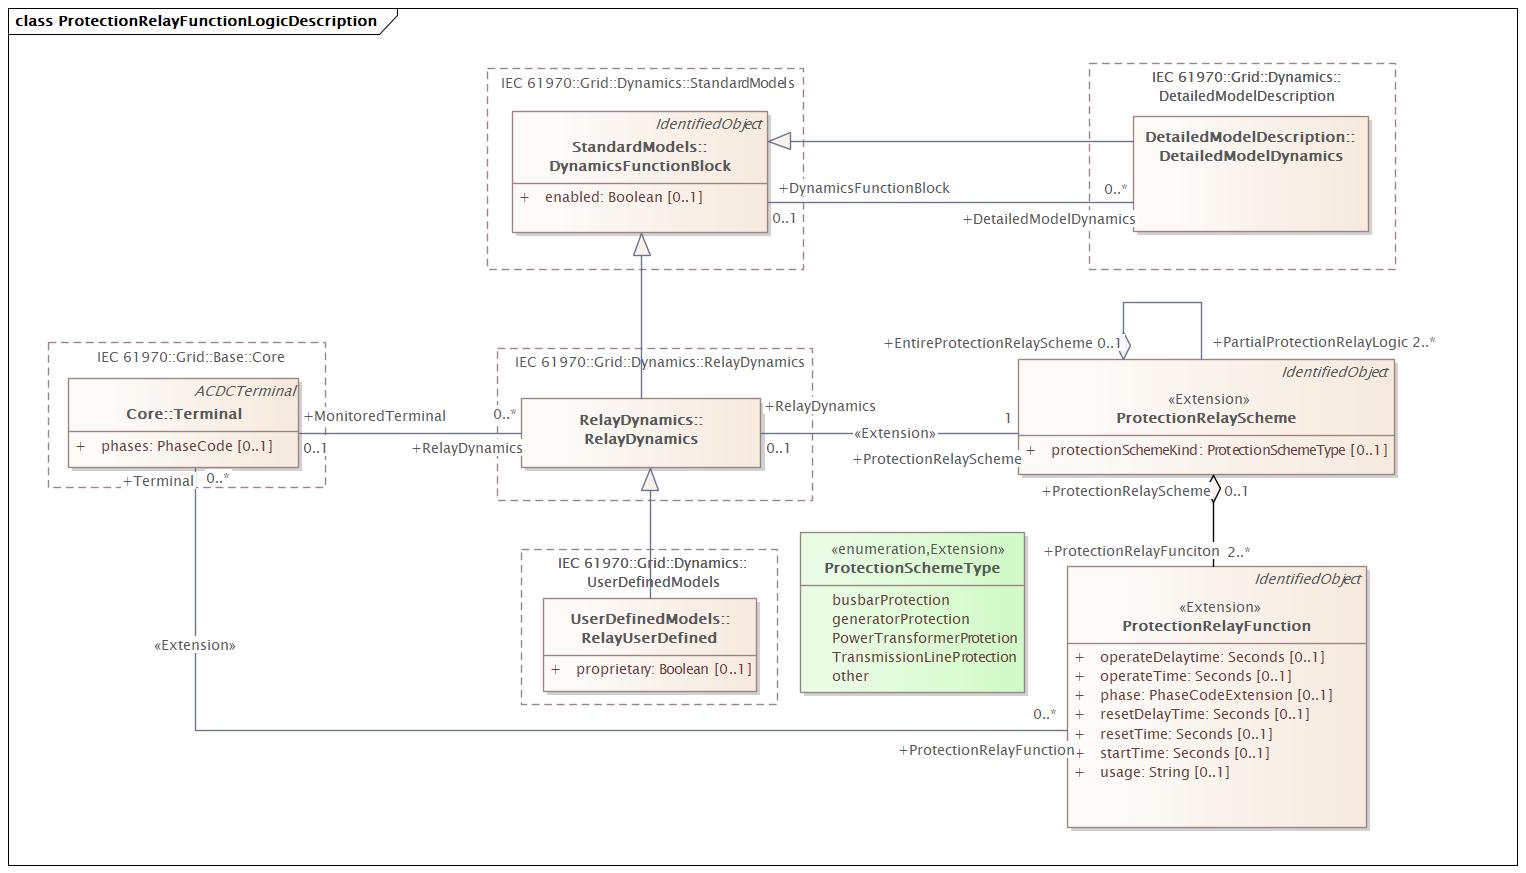 class ProtectionRelayFunctionLogicDescription
IEC 61970::Grid::Dynamics::StandardModels
IdentifiedObject
StandardModels::
DynamicsFunctionBlock
+ enabled: Boolean [0..1]
IEC 61970::Grid::Dynamics::
DetailedModelDescription
DetailedModelDescription::
DetailedModelDynamics
+DynamicsFunctionBlock
0..*
0..1
+DetailedModelDynamics
+EntireProtectionRelayScheme 0..1
+PartialProtectionRelayLogic 2..*
IEC 61970::Grid::Base::Core
ACDCTerminal
Core::Terminal
+ phases: PhaseCode [0..1]
+MonitoredTerminal
0..*
0..1
+RelayDynamics
IEC 61970::Grid::Dynamics::RelayDynamics
RelayDynamics::
RelayDynamics
+RelayDynamics
1
«Extension»
0..1
+ProtectionRelayScheme
IdentifiedObject
«Extension»
ProtectionRelayScheme
+ protectionSchemeKind: ProtectionSchemeType [0..1]
+Terminal
0..*
+ProtectionRelayScheme
0..1
+ProtectionRelayFunciton 2..*
IEC 61970::Grid::Dynamics::
UserDefinedModels
UserDefinedModels::
RelayUserDefined
+ proprietary: Boolean [0..1]
«enumeration,Extension»
ProtectionSchemeType
busbarProtection
generatorProtection
PowerTransformerProtetion
TransmissionLineProtection
other
IdentifiedObject
«Extension»
ProtectionRelayFunction
+ operateDelaytime: Seconds [0..1]
+ operateTime: Seconds [0..1]
+ phase: PhaseCodeExtension [0..1]
+ resetDelayTime: Seconds [0..1]
+ resetTime: Seconds [0..1]
+ startTime: Seconds [0..1]
+ usage: String [0..1]
«Extension»
0..*
+ProtectionRelayFunction